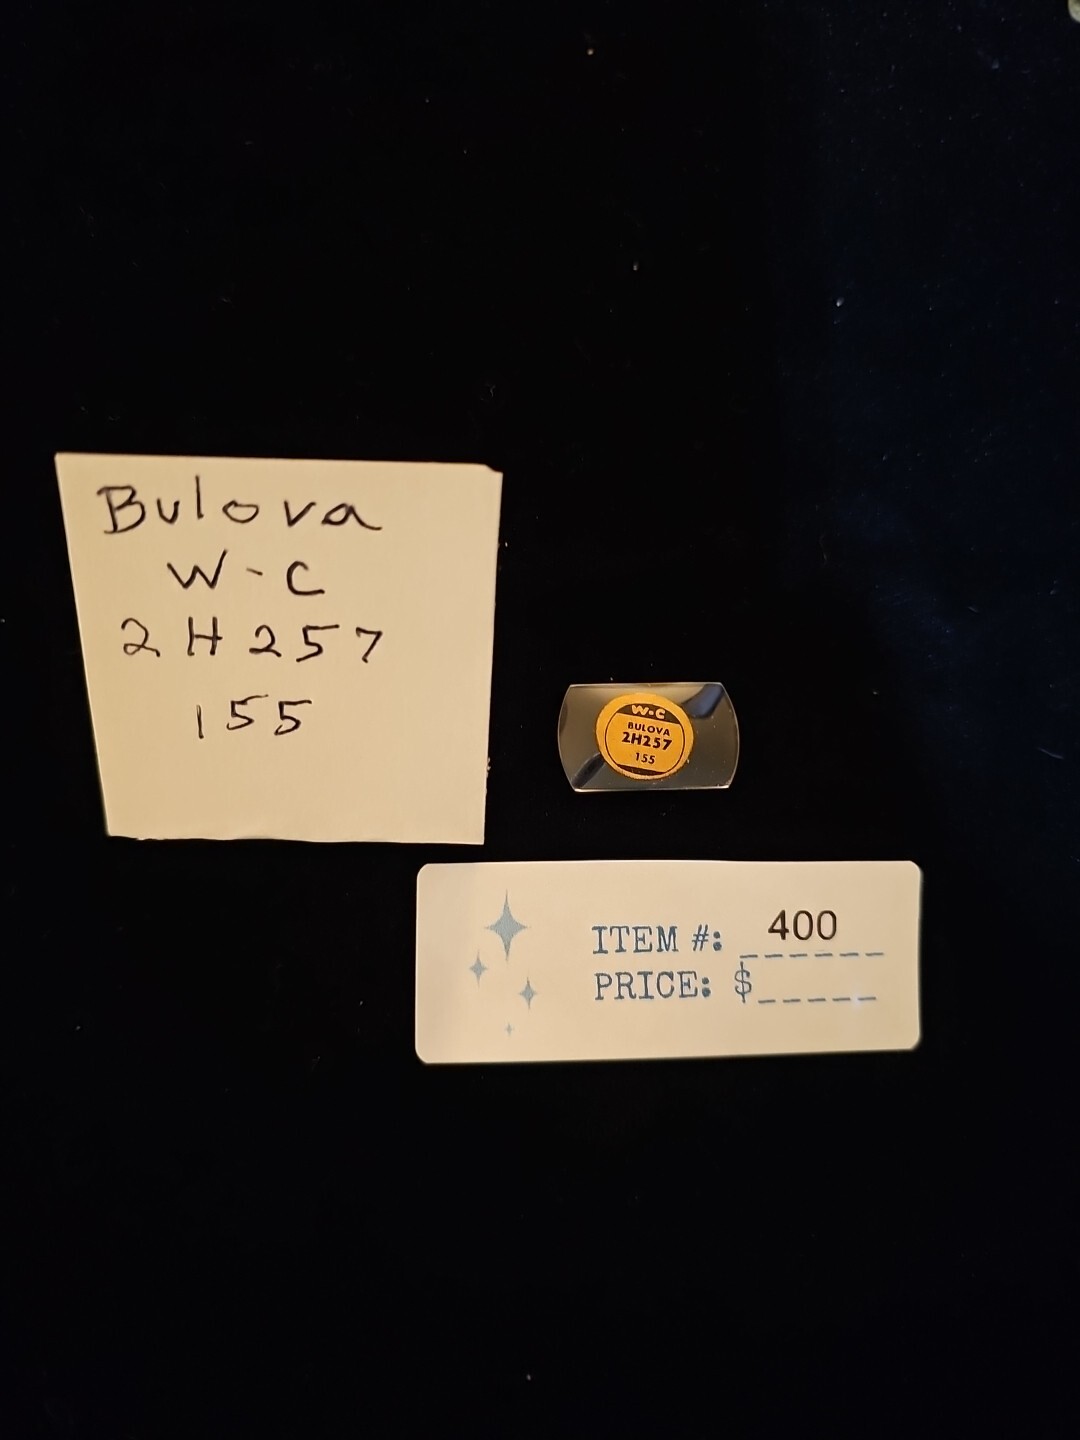 Bulova
W-C
2H257
155
W-C
BULOVA
2H257
155
ITEM #: 400
PRICE: $